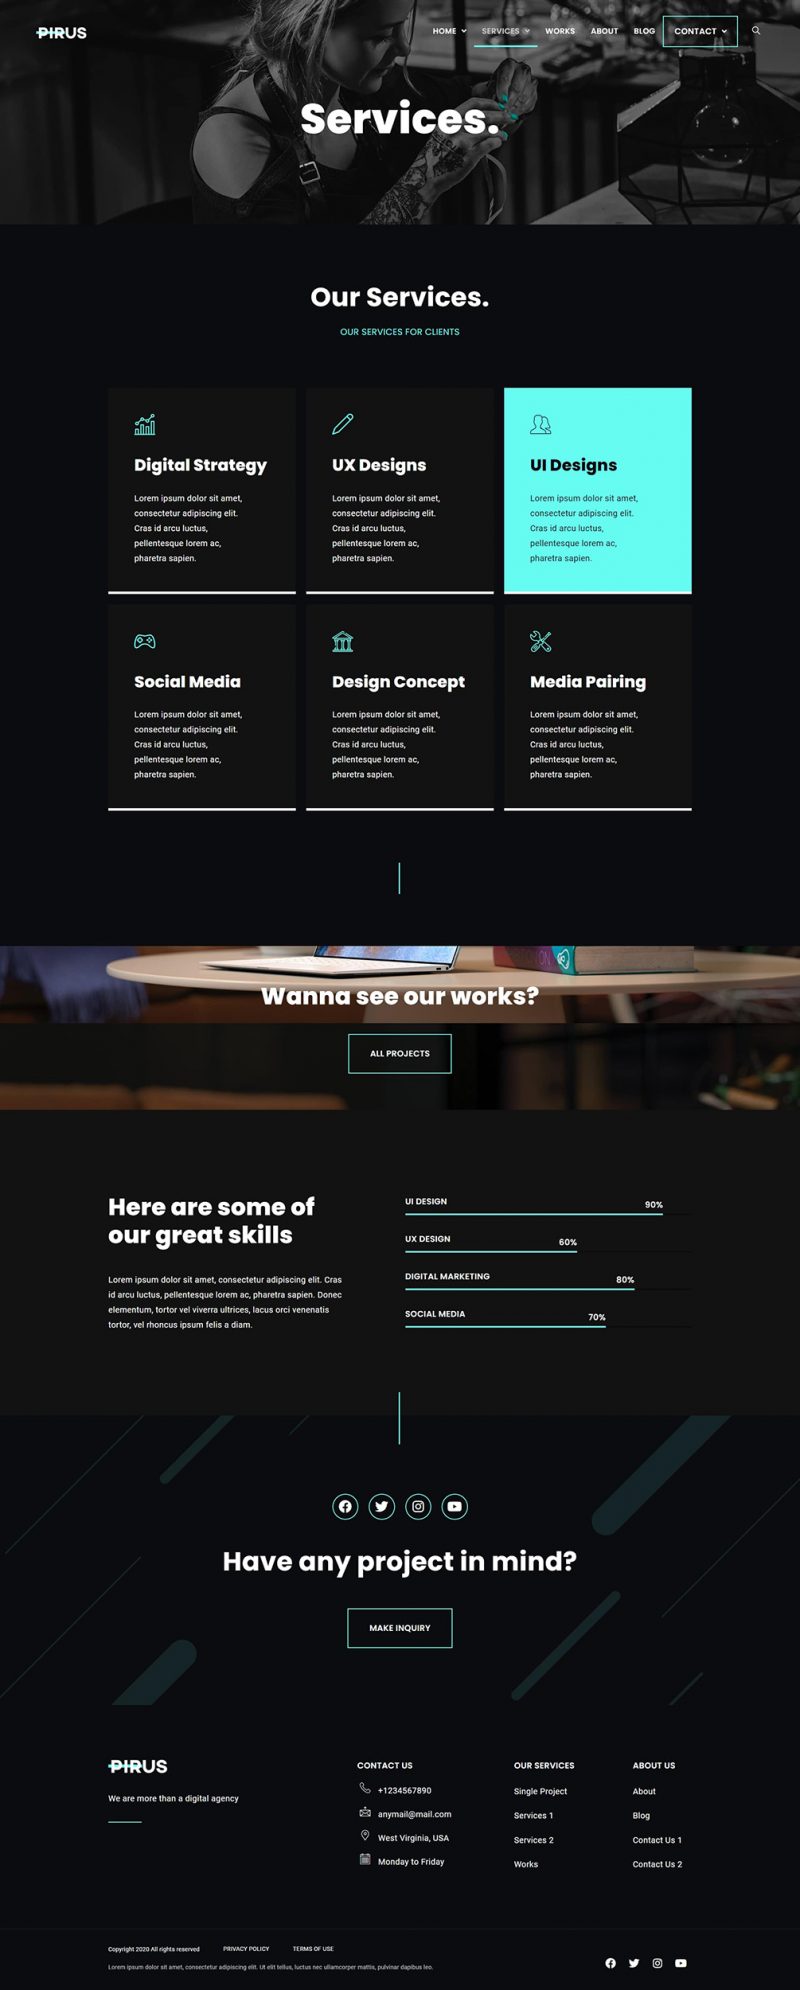 PIRUS
HOME SERVICES WORKS ABOUT BLOG CONTACT
Services.
Our Services.
OUR SERVICES FOR CLIENTS
Digital Strategy
Lorem ipsum dolor sit amet,
consectetur adipiscing elit.
Cras id arcu luctus,
pellentesque lorem ac,
pharetra sapien.
UX Designs
Lorem ipsum dolor sit amet,
consectetur adipiscing elit.
Cras id arcu luctus,
pellentesque lorem ac,
pharetra sapien.
UI Designs
Lorem ipsum dolor sit amet,
consectetur adipiscing elit.
Cras id arcu luctus,
pellentesque lorem ac,
pharetra sapien.
Social Media
Lorem ipsum dolor sit amet,
consectetur adipiscing elit.
Cras id arcu luctus,
pellentesque lorem ac,
pharetra sapien.
Design Concept
Lorem ipsum dolor sit amet,
consectetur adipiscing elit.
Cras id arcu luctus,
pellentesque lorem ac,
pharetra sapien.
Media Pairing
Lorem ipsum dolor sit amet,
consectetur adipiscing elit.
Cras id arcu luctus,
pellentesque lorem ac,
pharetra sapien.
Wanna see our works?
ALL PROJECTS
Here are some of
our great skills
Lorem ipsum dolor sit amet, consectetur adipiscing elit. Cras
id arcu luctus, pellentesque lorem ac, pharetra sapien. Donec
elementum, tortor vel viverra ultrices, lacus orci venenatis
tortor, vel rhoncus ipsum felis a diam.
UI DESIGN 90%
UX DESIGN 60%
DIGITAL MARKETING 80%
SOCIAL MEDIA 70%
Have any project in mind?
MAKE INQUIRY
PIRUS
We are more than a digital agency
CONTACT US
+1234567890
anymail@mail.com
West Virginia, USA
Monday to Friday
OUR SERVICES
Single Project
Services 1
Services 2
Works
ABOUT US
About
Blog
Contact Us 1
Contact Us 2
Copyright 2020 All rights reserved PRIVACY POLICY TERMS OF USE
Lorem ipsum dolor sit amet, consectetur adipiscing elit. Ut elit tellus, luctus nec ullamcorper mattis, pulvinar dapibus leo.